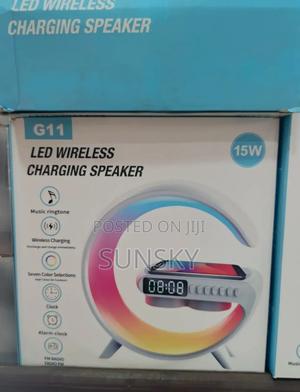 LED WIRELESS
CHARGING SPEAKER
G11
LED WIRELESS
CHARGING SPEAKER
15W
Music ringtone
Wireless Charging
Seven Color Selections
Clock
Alarm-clock
FM RADIO
POSTED ON JIJI
SUNSKY
08:08